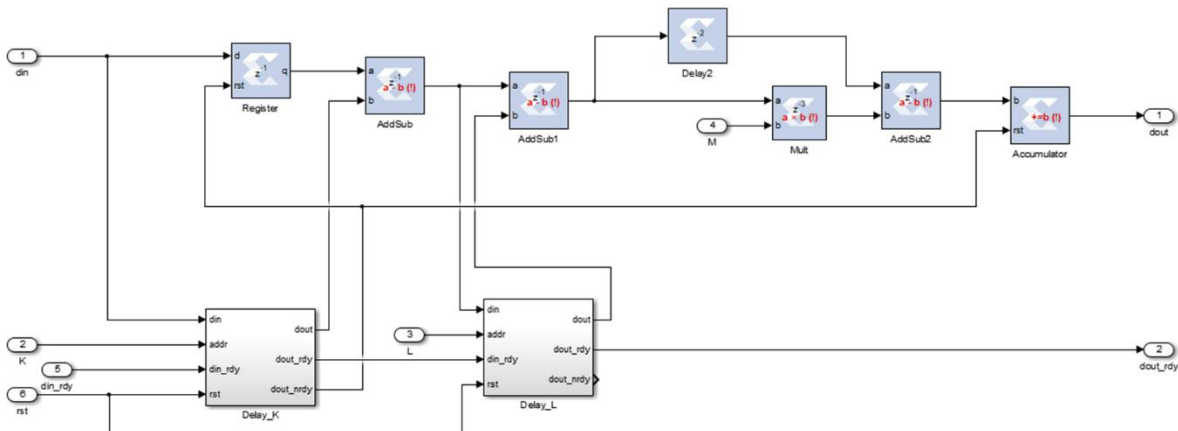 1
din
d
rst
z-1
q
Register
a
b
z-1
a - b (!)
AddSub
a
b
z-1
a - b (!)
AddSub1
z-2
Delay2
4
M
a
b
z-3
a × b (!)
Mult
a
b
z-1
a - b (!)
AddSub2
b
rst
+=b (!)
Accumulator
1
dout
2
K
5
din_rdy
6
rst
din
addr
din_rdy
rst
dout
dout_rdy
dout_nrdy
Delay_K
3
L
din
addr
din_rdy
rst
dout
dout_rdy
dout_nrdy
Delay_L
2
dout_rdy